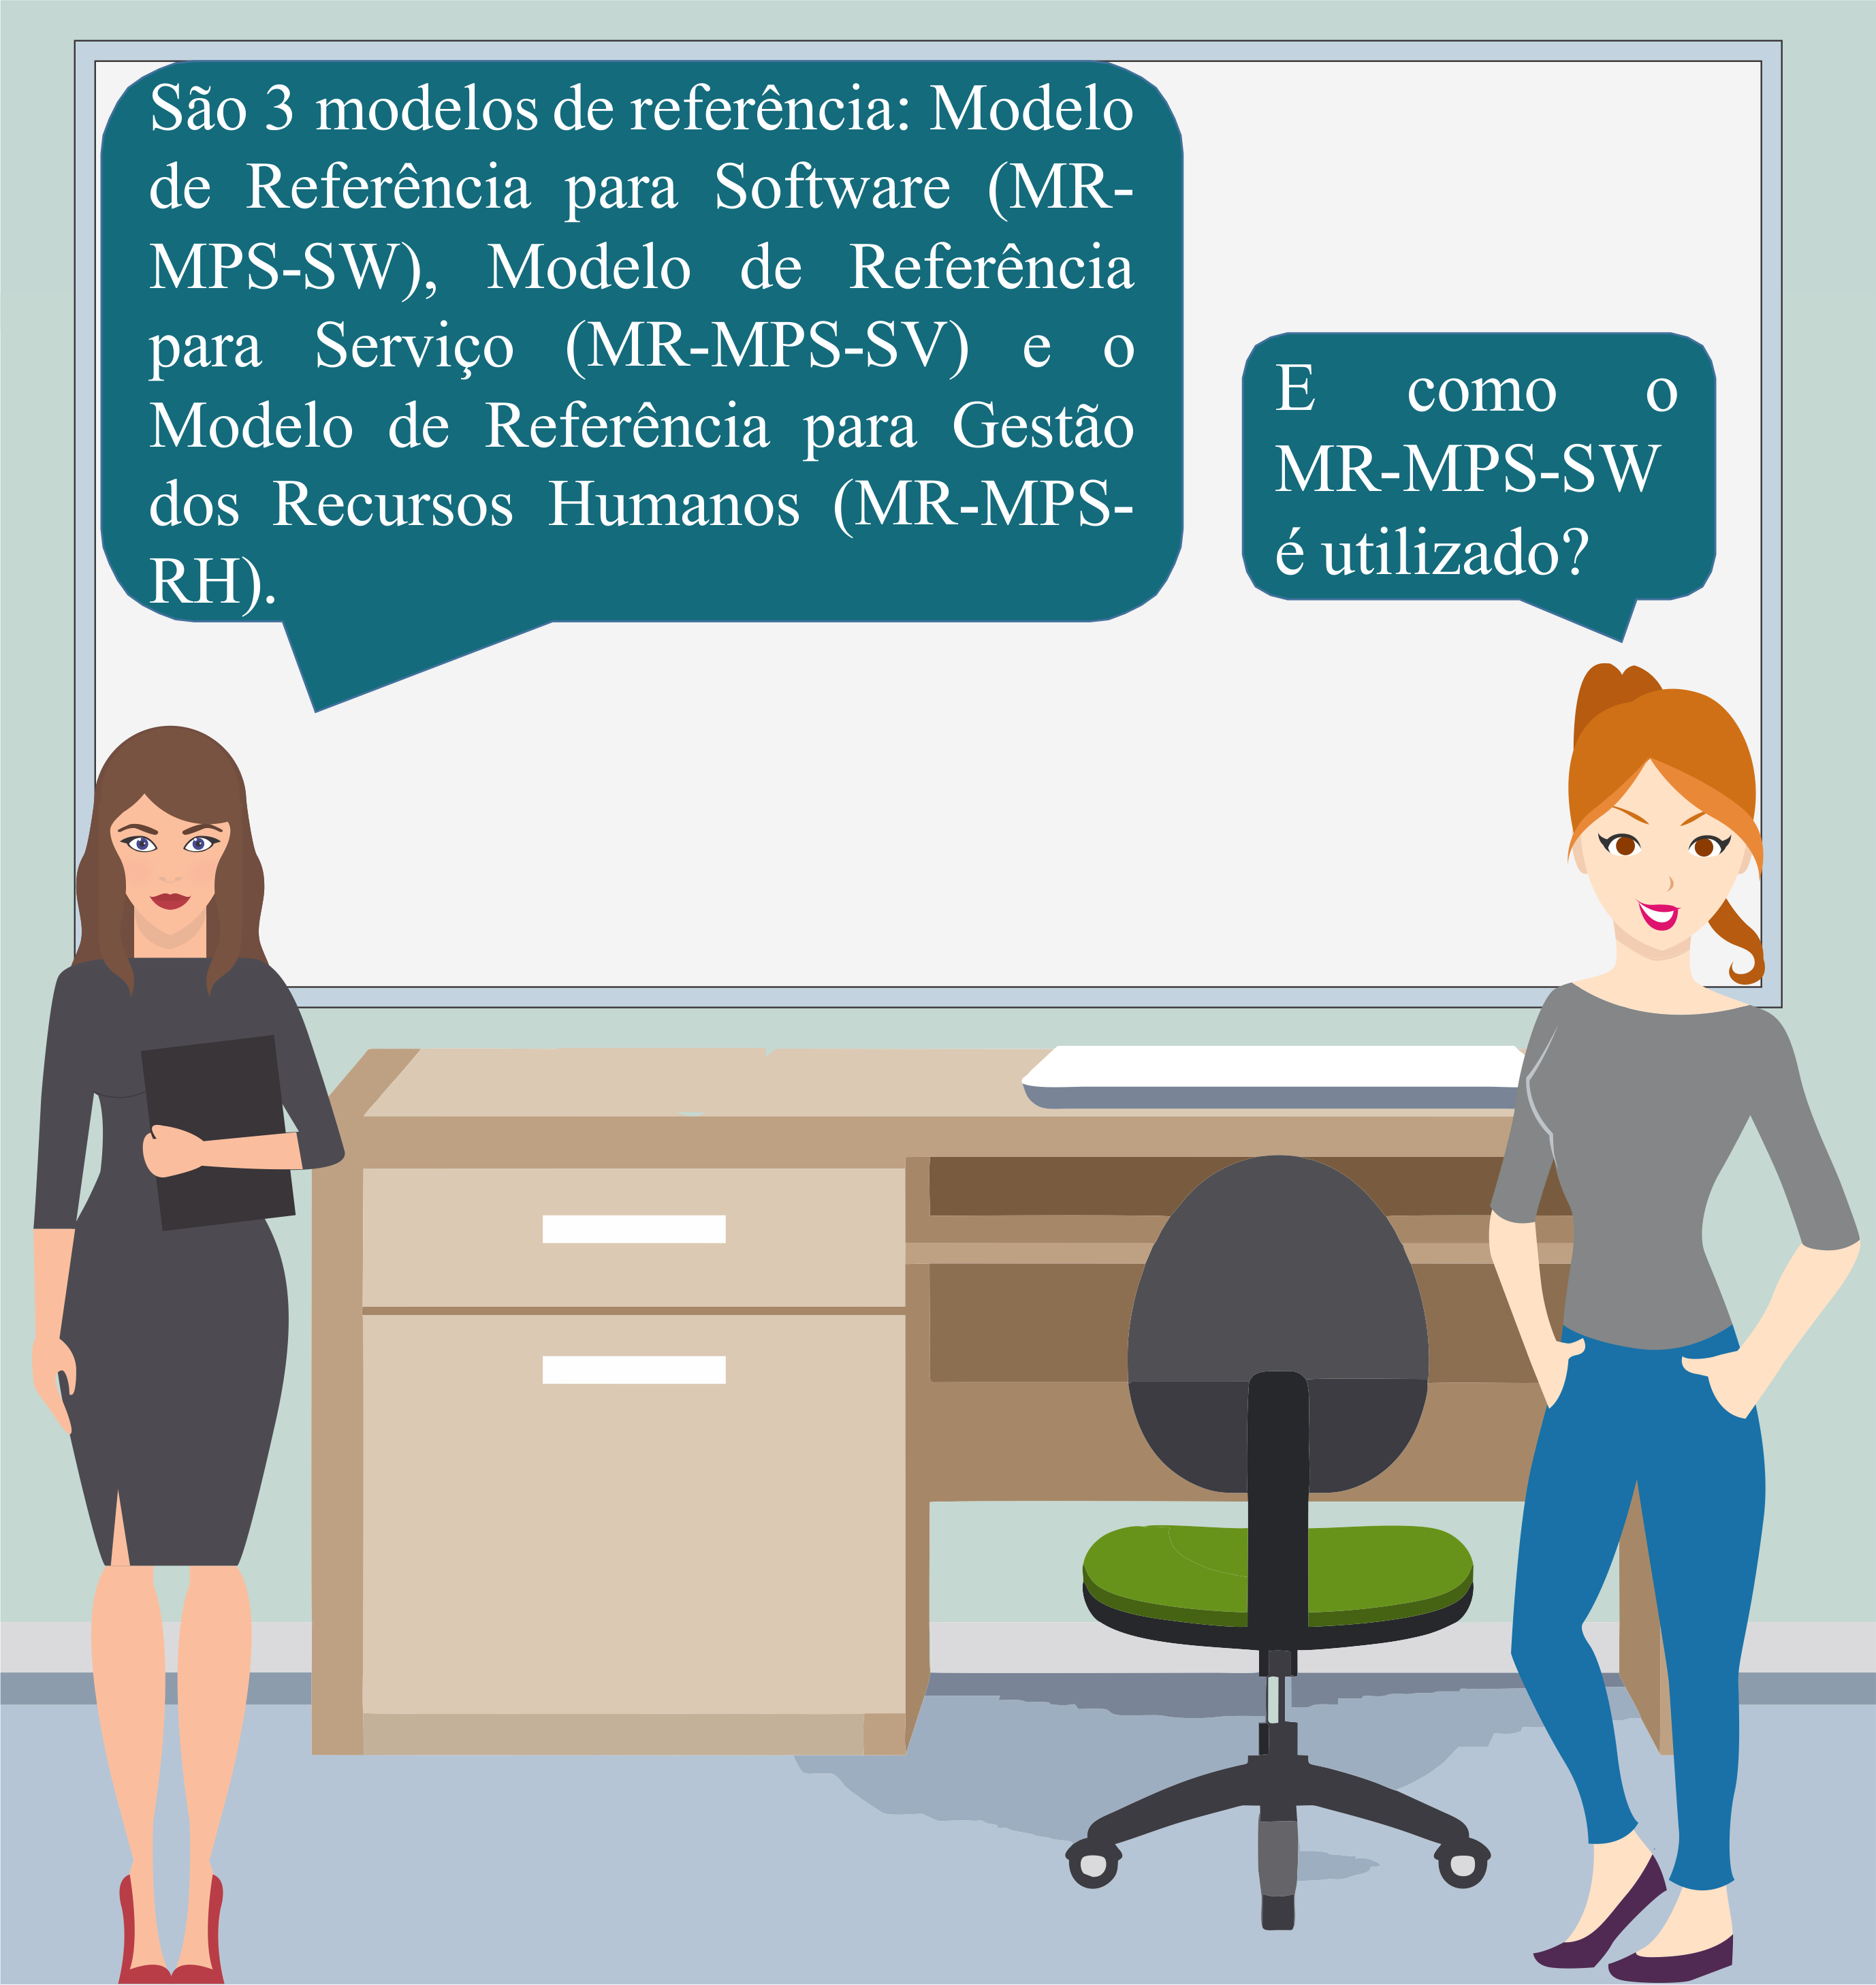 São 3 modelos de referência: Modelo
de Referência para Software (MR-
MPS-SW), Modelo de Referência
para Serviço (MR-MPS-SV) e o
Modelo de Referência para Gestão
dos Recursos Humanos (MR-MPS-
RH).
E como o
MR-MPS-SW
é utilizado?